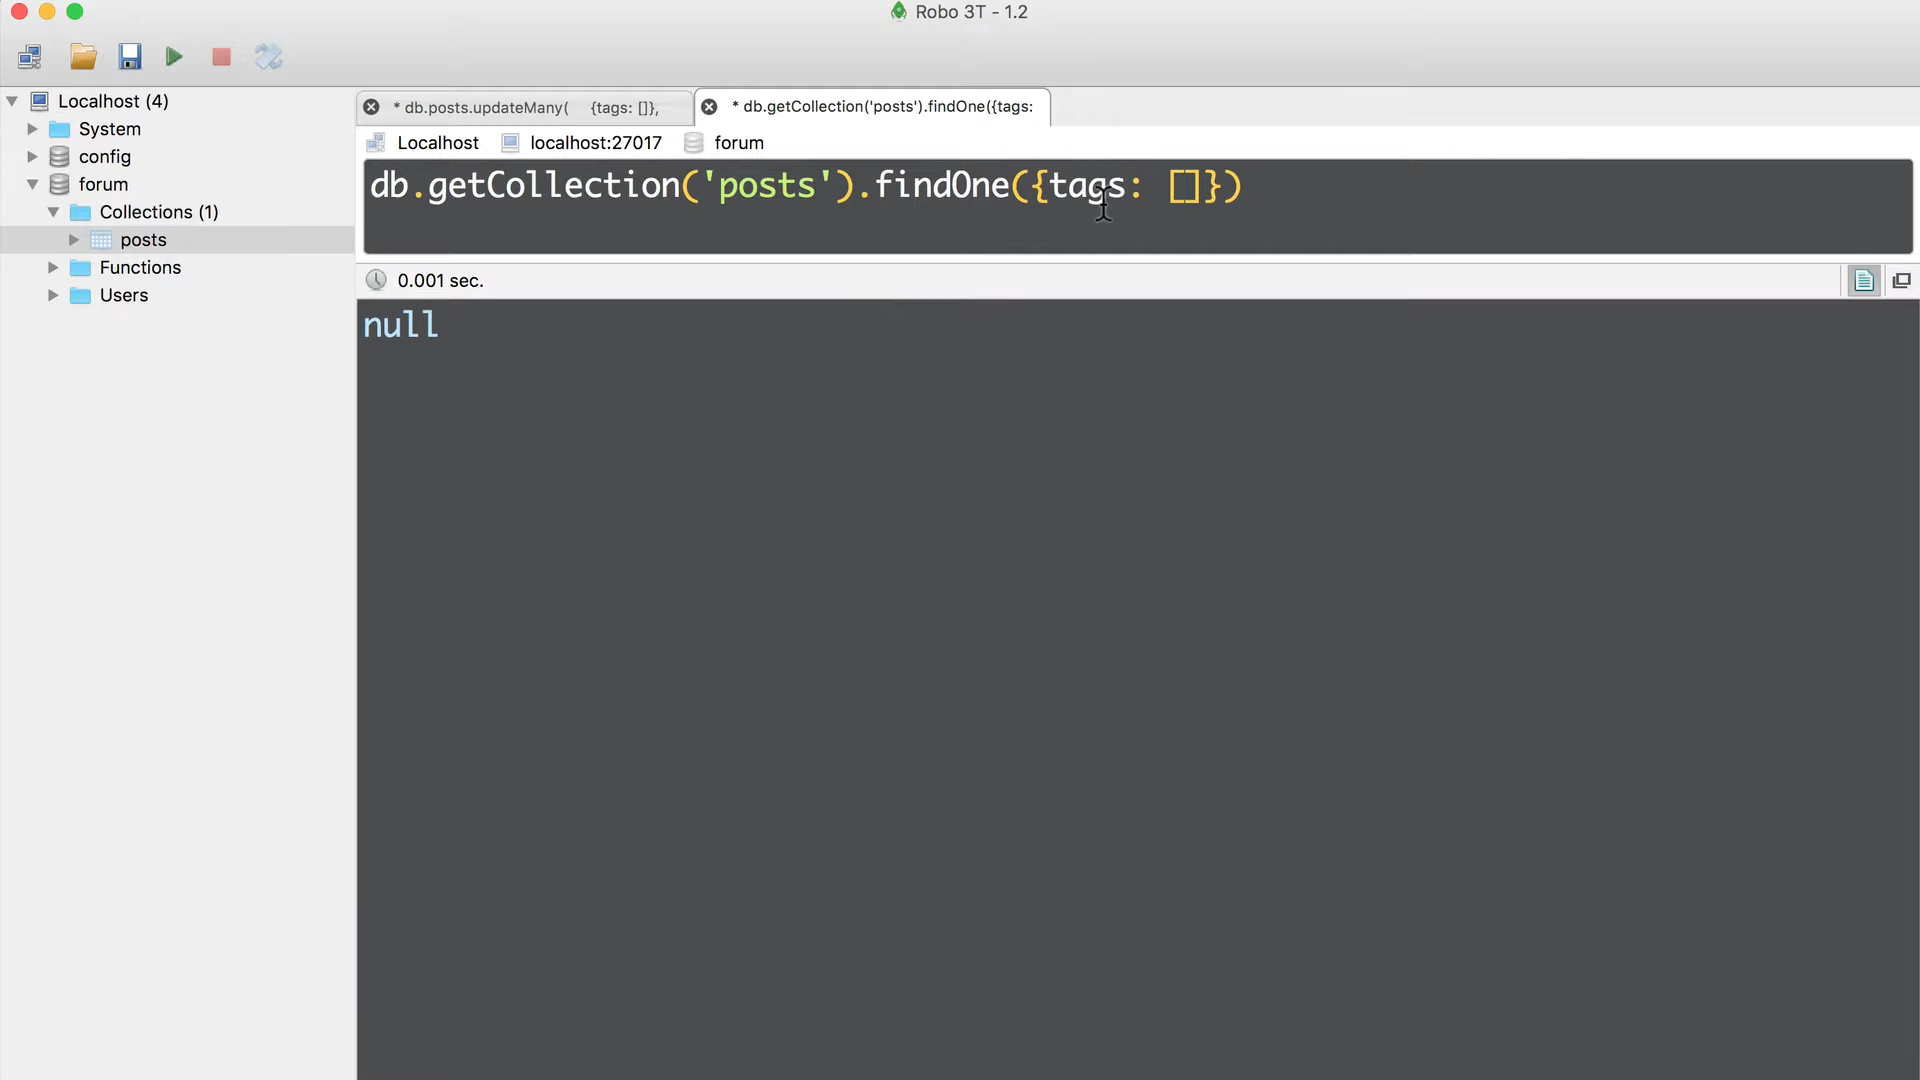 Robo 3T - 1.2
Localhost (4)
System
config
forum
Collections (1)
posts
Functions
Users
* db.posts.updateMany( {tags: []},
* db.getCollection('posts').findOne({tags:
Localhost localhost:27017 forum
db.getCollection('posts').findOne({tags: []})
0.001 sec.
null